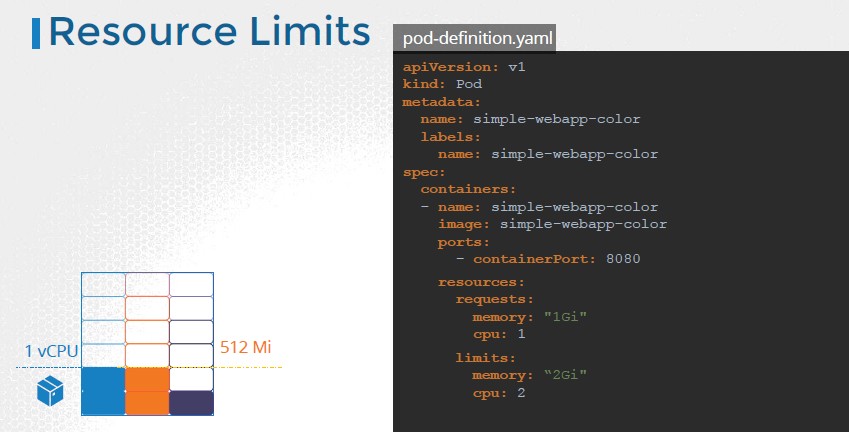 Resource Limits
pod-definition.yaml
apiVersion: v1
kind: Pod
metadata:
  name: simple-webapp-color
  labels:
    name: simple-webapp-color
spec:
  containers:
  - name: simple-webapp-color
    image: simple-webapp-color
    ports:
      - containerPort: 8080
    resources:
      requests:
        memory: "1Gi"
        cpu: 1
      limits:
        memory: “2Gi"
        cpu: 2
1 vCPU
512 Mi